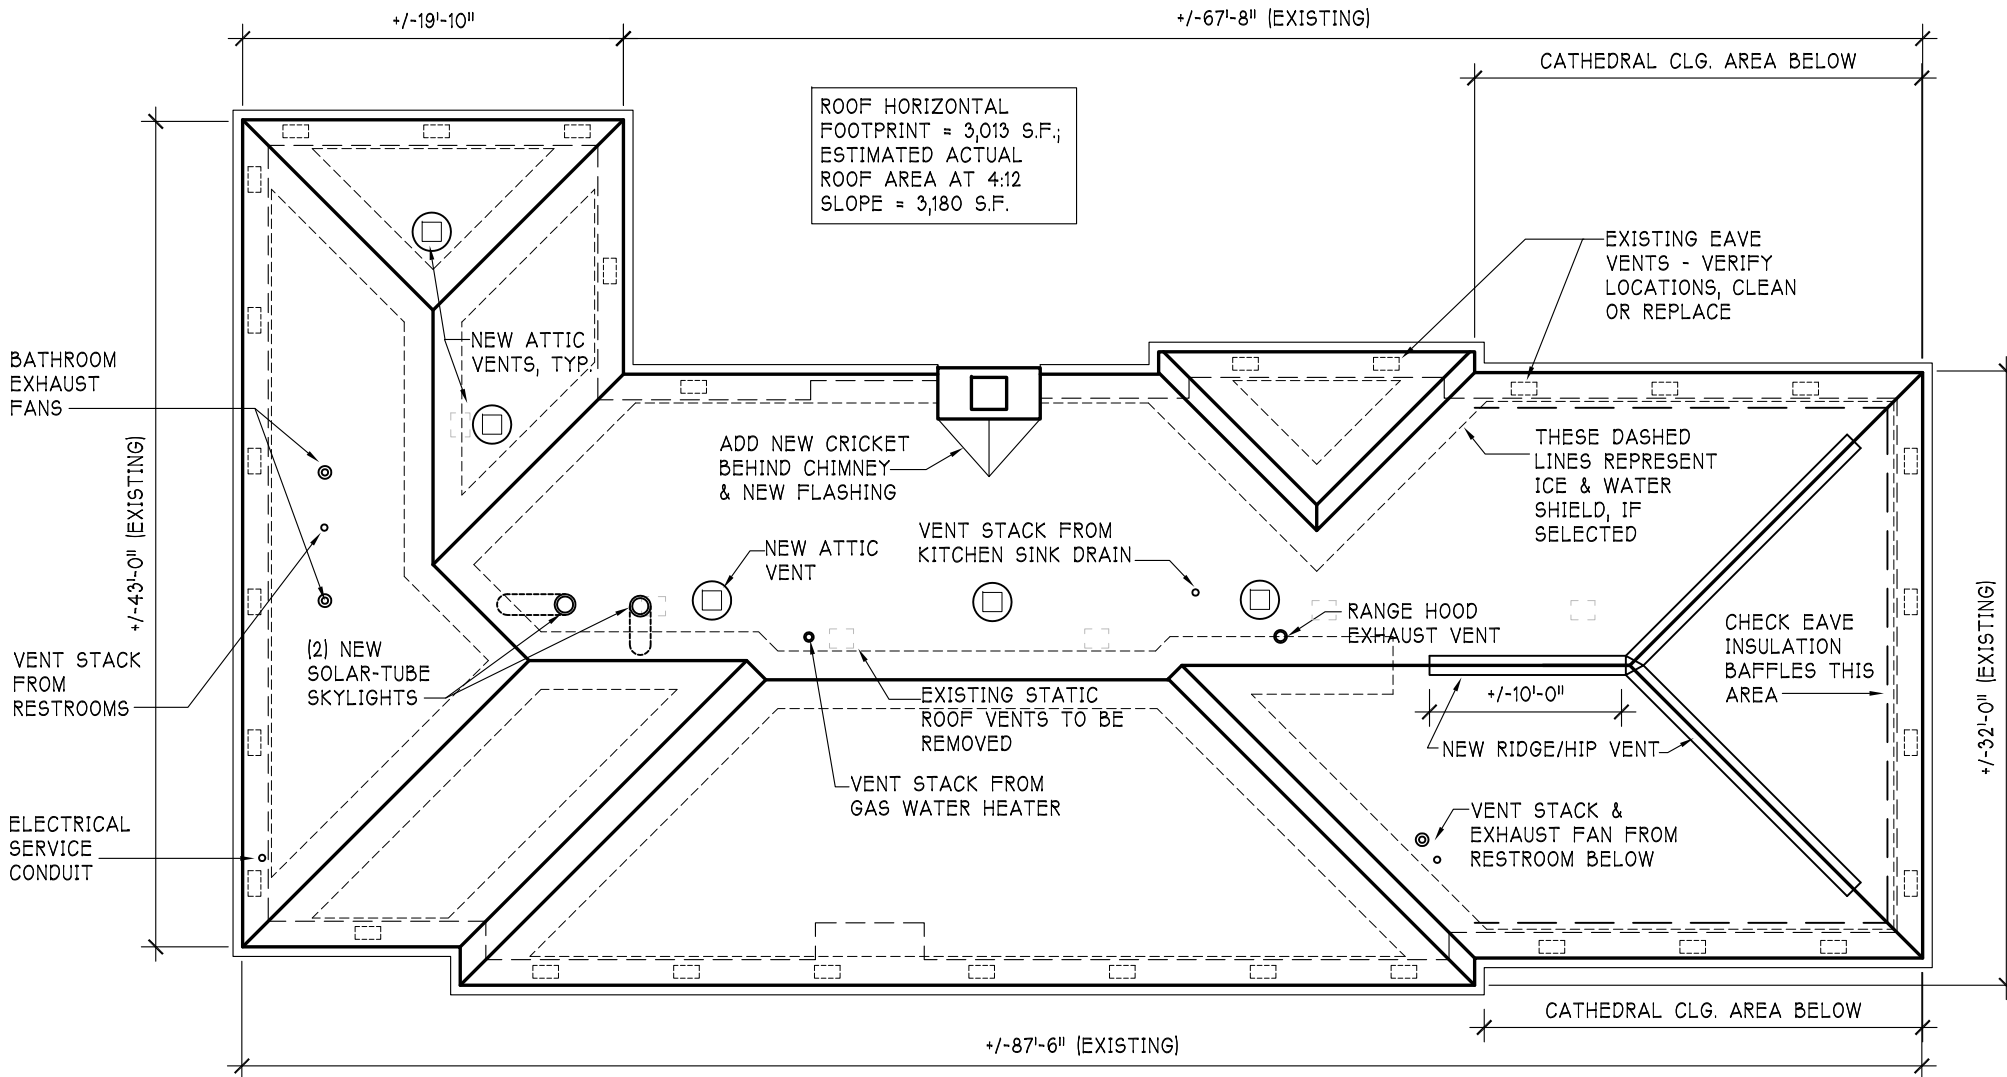 +/-19'-10"
+/-67'-8" (EXISTING)
CATHEDRAL CLG. AREA BELOW
ROOF HORIZONTAL
FOOTPRINT = 3,013 S.F.;
ESTIMATED ACTUAL
ROOF AREA AT 4:12
SLOPE = 3,180 S.F.
EXISTING EAVE
VENTS - VERIFY
LOCATIONS, CLEAN
OR REPLACE
NEW ATTIC
VENTS, TYP.
BATHROOM
EXHAUST
FANS
+/-43'-0" (EXISTING)
ADD NEW CRICKET
BEHIND CHIMNEY
& NEW FLASHING
THESE DASHED
LINES REPRESENT
ICE & WATER
SHIELD, IF
SELECTED
VENT STACK FROM
KITCHEN SINK DRAIN
NEW ATTIC
VENT
RANGE HOOD
EXHAUST VENT
CHECK EAVE
INSULATION
BAFFLES THIS
AREA
+/-32'-0" (EXISTING)
VENT STACK
FROM
RESTROOMS
(2) NEW
SOLAR-TUBE
SKYLIGHTS
EXISTING STATIC
ROOF VENTS TO BE
REMOVED
+/-10'-0"
NEW RIDGE/HIP VENT
VENT STACK FROM
GAS WATER HEATER
VENT STACK &
EXHAUST FAN FROM
RESTROOM BELOW
ELECTRICAL
SERVICE
CONDUIT
CATHEDRAL CLG. AREA BELOW
+/-87'-6" (EXISTING)